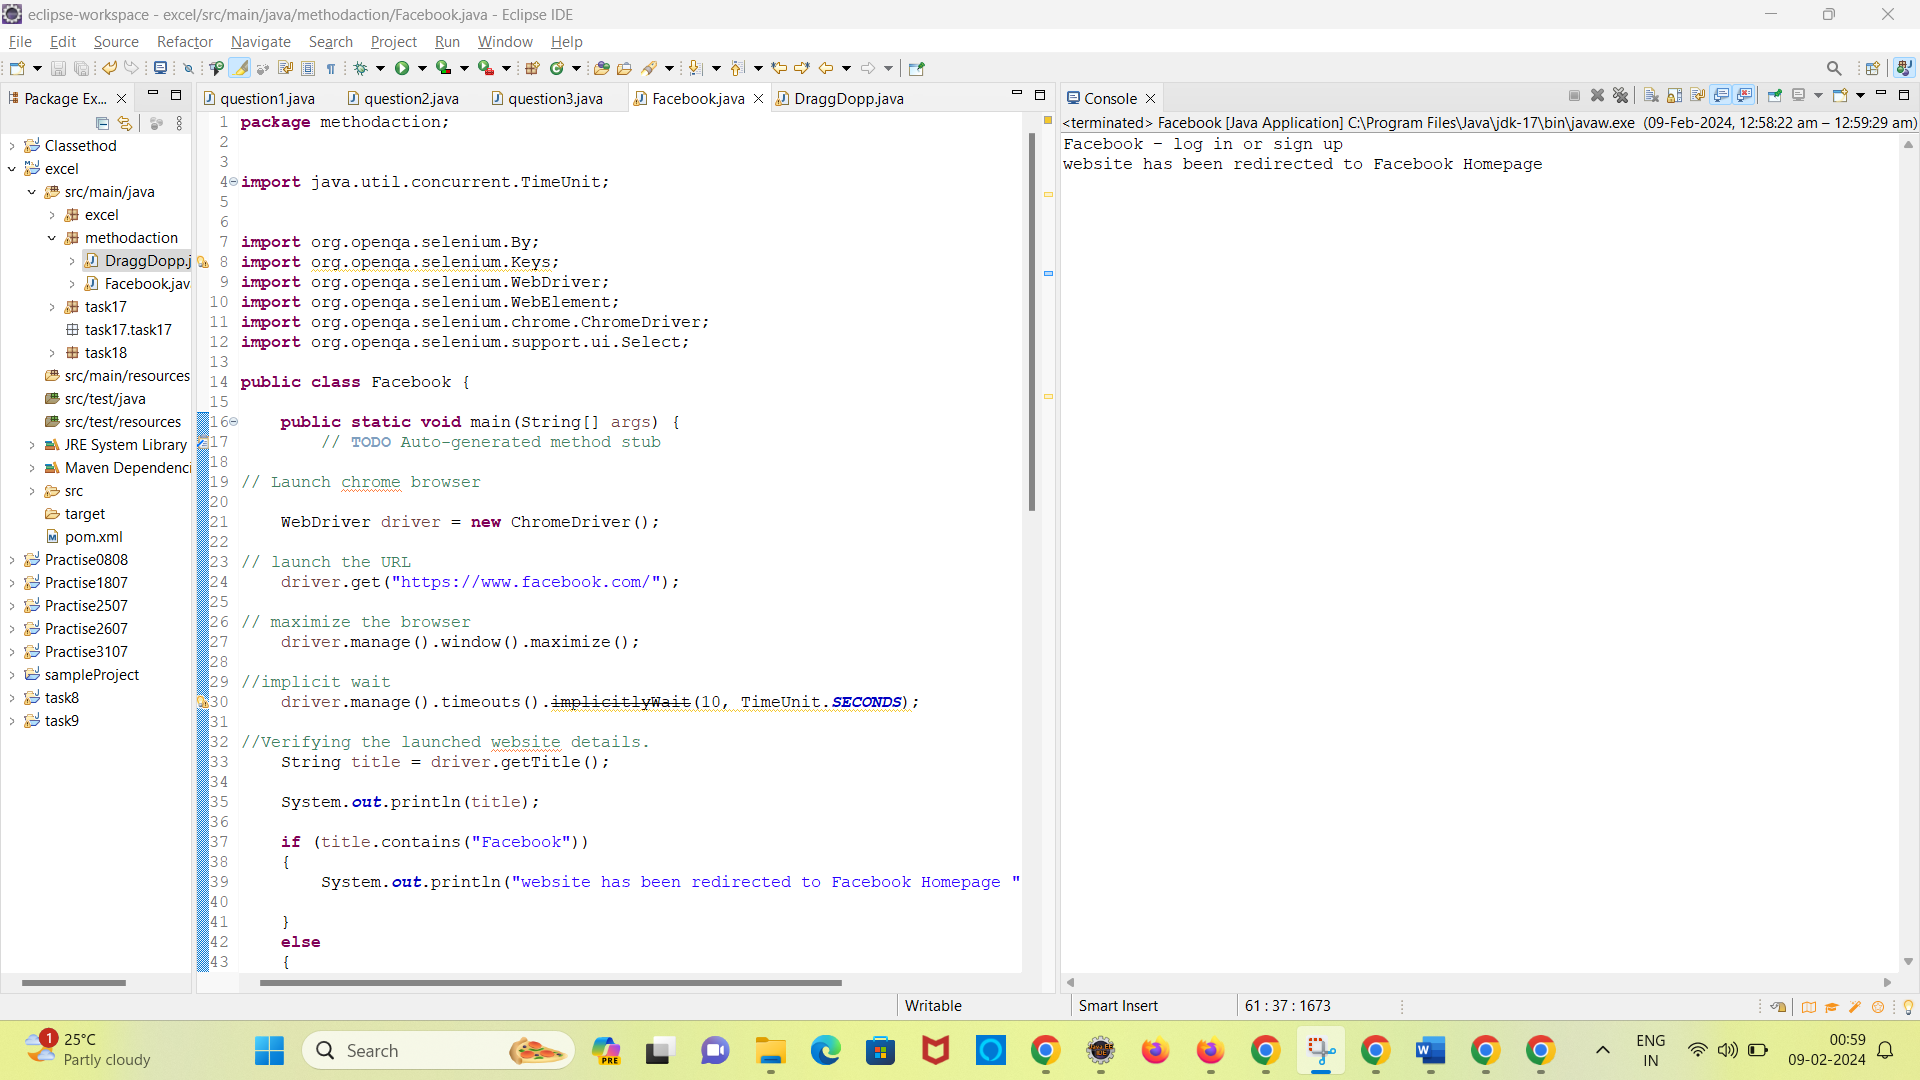 eclipse-workspace - excel/src/main/java/methodaction/Facebook.java - Eclipse IDE
File Edit Source Refactor Navigate Search Project Run Window Help
Package Ex...
question1.java question2.java question3.java Facebook.java DraggDopp.java
Console
<terminated> Facebook [Java Application] C:\Program Files\Java\jdk-17\bin\javaw.exe (09-Feb-2024, 12:58:22 am – 12:59:29 am)
Facebook – log in or sign up
website has been redirected to Facebook Homepage
Classethod
excel
src/main/java
excel
methodaction
DraggDopp.j
Facebook.jav
task17
task17.task17
task18
src/main/resources
src/test/java
src/test/resources
JRE System Library
Maven Dependenci
src
target
pom.xml
Practise0808
Practise1807
Practise2507
Practise2607
Practise3107
sampleProject
task8
task9
1 package methodaction;
2
3
4 import java.util.concurrent.TimeUnit;
5
6
7 import org.openqa.selenium.By;
8 import org.openqa.selenium.Keys;
9 import org.openqa.selenium.WebDriver;
10 import org.openqa.selenium.WebElement;
11 import org.openqa.selenium.chrome.ChromeDriver;
12 import org.openqa.selenium.support.ui.Select;
13
14 public class Facebook {
15
16 public static void main(String[] args) {
17 // TODO Auto-generated method stub
18
19 // Launch chrome browser
20
21 WebDriver driver = new ChromeDriver();
22
23 // launch the URL
24 driver.get("https://www.facebook.com/");
25
26 // maximize the browser
27 driver.manage().window().maximize();
28
29 //implicit wait
30 driver.manage().timeouts().implicitlyWait(10, TimeUnit.SECONDS);
31
32 //Verifying the launched website details.
33 String title = driver.getTitle();
34
35 System.out.println(title);
36
37 if (title.contains("Facebook"))
38 {
39 System.out.println("website has been redirected to Facebook Homepage "
40
41 }
42 else
43 {
Writable Smart Insert 61 : 37 : 1673
1
25°C
Partly cloudy
Search
PRE
ENG
IN
00:59
09-02-2024